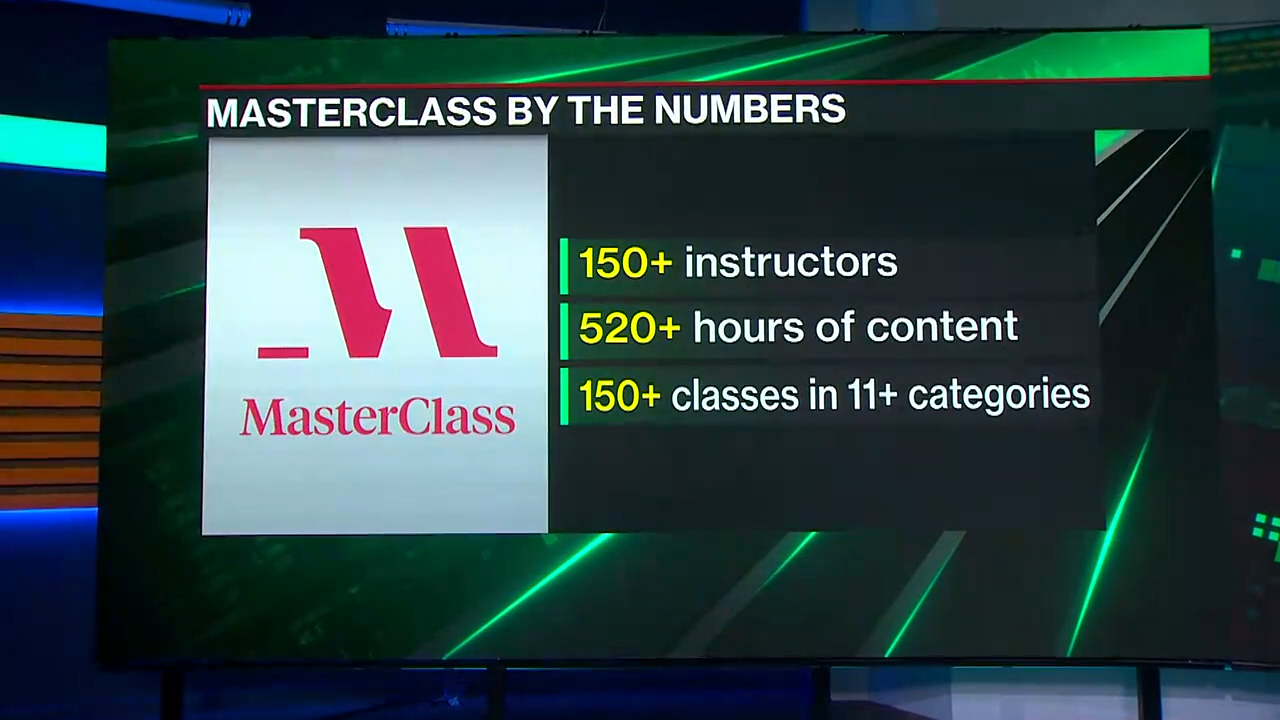 MASTERCLASS BY THE NUMBERS
MasterClass
150+ instructors
520+ hours of content
150+ classes in 11+ categories